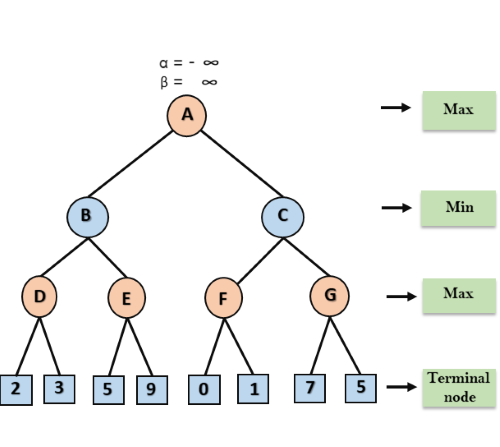 α = - ∞
β = ∞
A
Max
B
C
Min
D
E
F
G
Max
2 3 5 9 0 1 7 5
Terminal
node